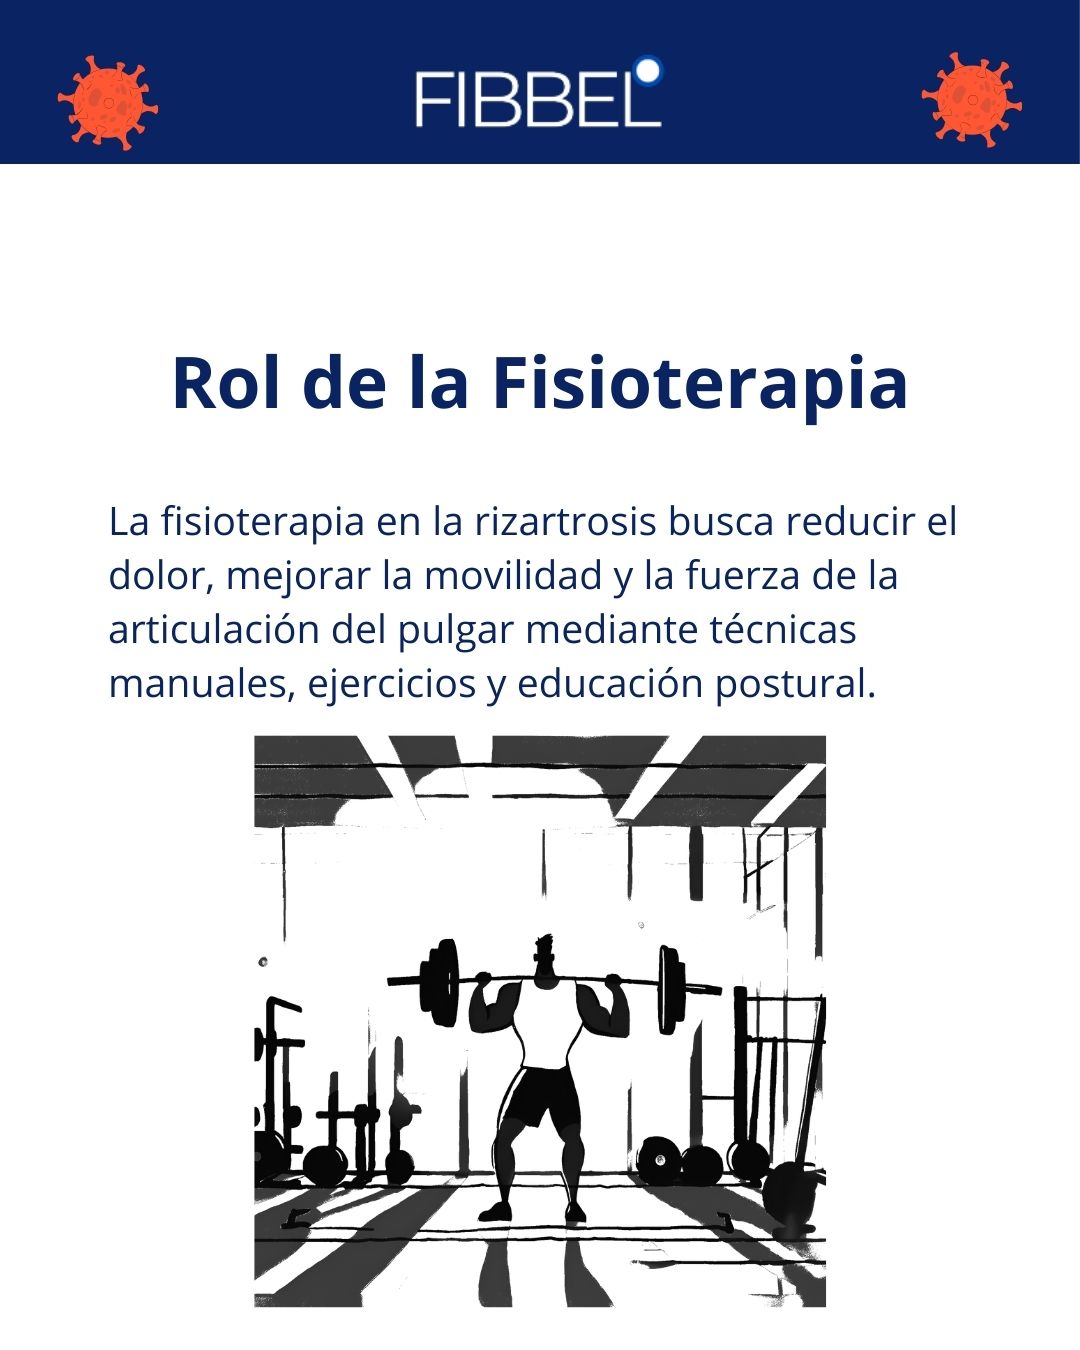 FIBBEL
Rol de la Fisioterapia
La fisioterapia en la rizartrosis busca reducir el
dolor, mejorar la movilidad y la fuerza de la
articulación del pulgar mediante técnicas
manuales, ejercicios y educación postural.